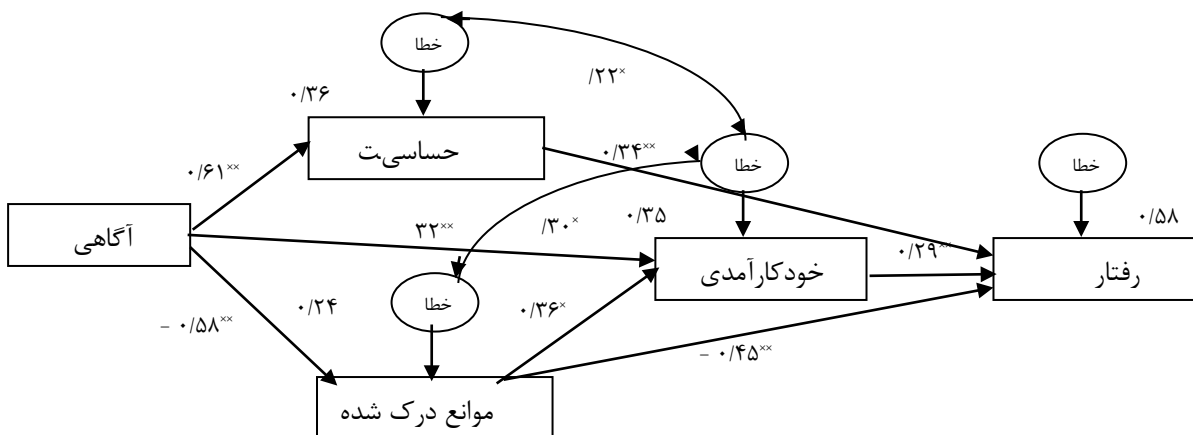 خطا
/۲۲××
۰/۳۶
حساسی‌ت
۰/۳۴××
خطا
خطا
۰/۶۱××
۰/۳۵
۰/۵۸
آگاهی
۳۲××
/۳۰×
خودکارآمدی
۰/۲۹××
رفتار
خطا
۰/۲۴
۰/۳۶×
– ۰/۵۸××
– ۰/۴۵××
موانع درک شده